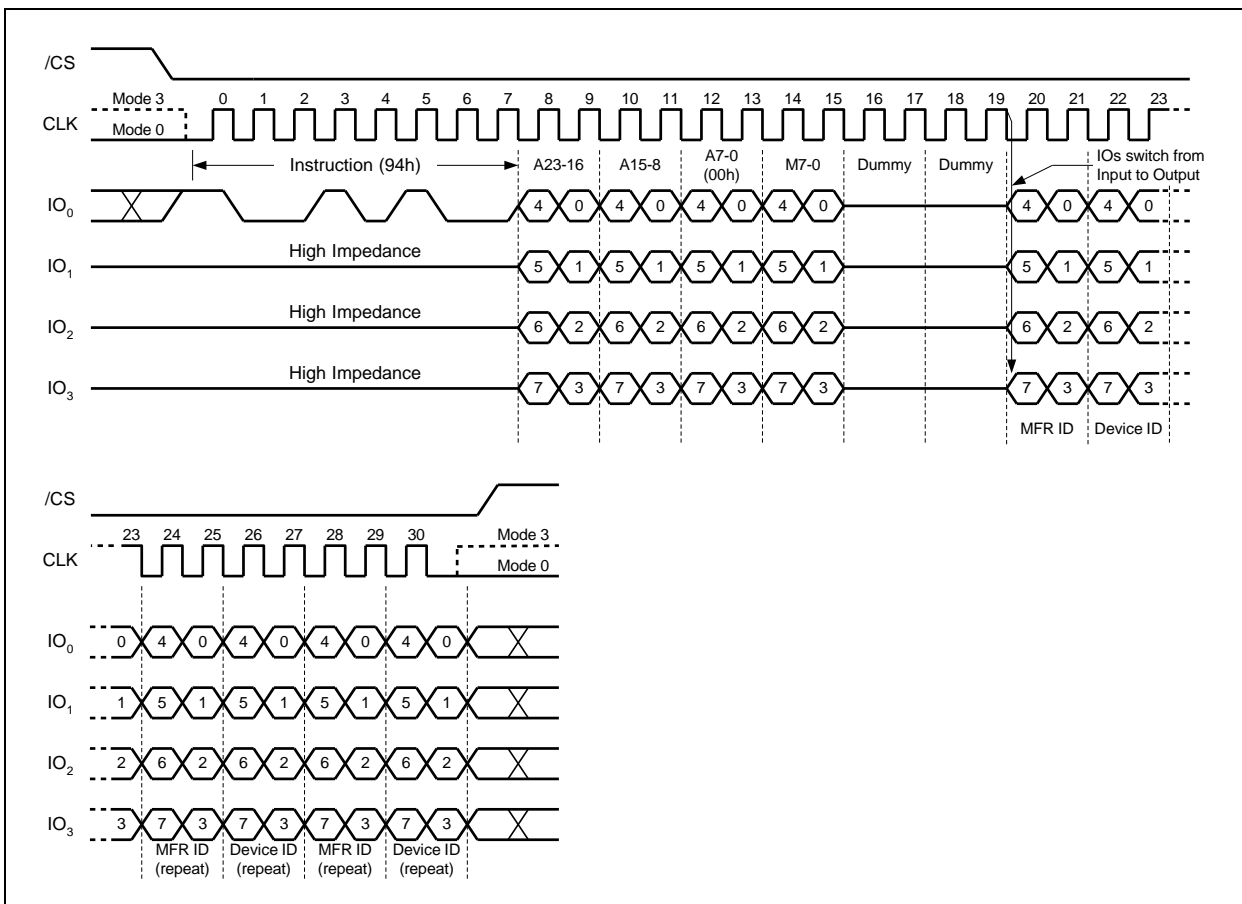 /CS
Mode 3 0 1 2 3 4 5 6 7 8 9 10 11 12 13 14 15 16 17 18 19 20 21 22 23
CLK
Mode 0
Instruction (94h) A23-16 A15-8 A7-0 (00h) M7-0 Dummy Dummy IOs switch from Input to Output
IO0 4 0 4 0 4 0 4 0 4 0 4 0
High Impedance
IO1 5 1 5 1 5 1 5 1 5 1 5 1
High Impedance
IO2 6 2 6 2 6 2 6 2 6 2 6 2
High Impedance
IO3 7 3 7 3 7 3 7 3 7 3 7 3
MFR ID Device ID
/CS
23 24 25 26 27 28 29 30 Mode 3
CLK
Mode 0
IO0 0 4 0 4 0 4 0 4 0
IO1 1 5 1 5 1 5 1 5 1
IO2 2 6 2 6 2 6 2 6 2
IO3 3 7 3 7 3 7 3 7 3
MFR ID Device ID MFR ID Device ID
(repeat) (repeat) (repeat) (repeat)